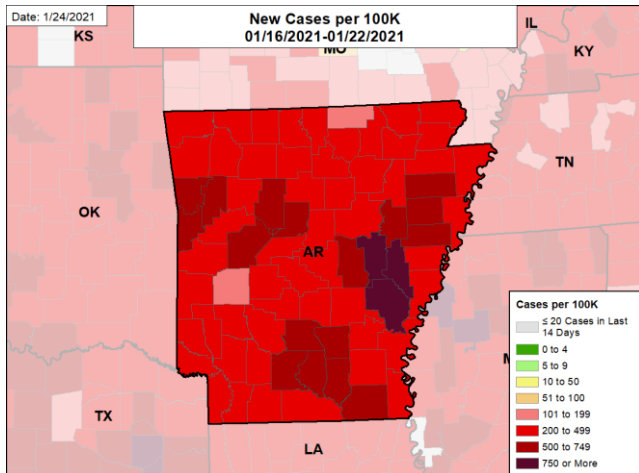 Date: 1/24/2021
New Cases per 100K
01/16/2021-01/22/2021
KS
MO
IL
KY
OK
AR
TN
TX
LA
M
Cases per 100K
≤ 20 Cases in Last
14 Days
0 to 4
5 to 9
10 to 50
51 to 100
101 to 199
200 to 499
500 to 749
750 or More